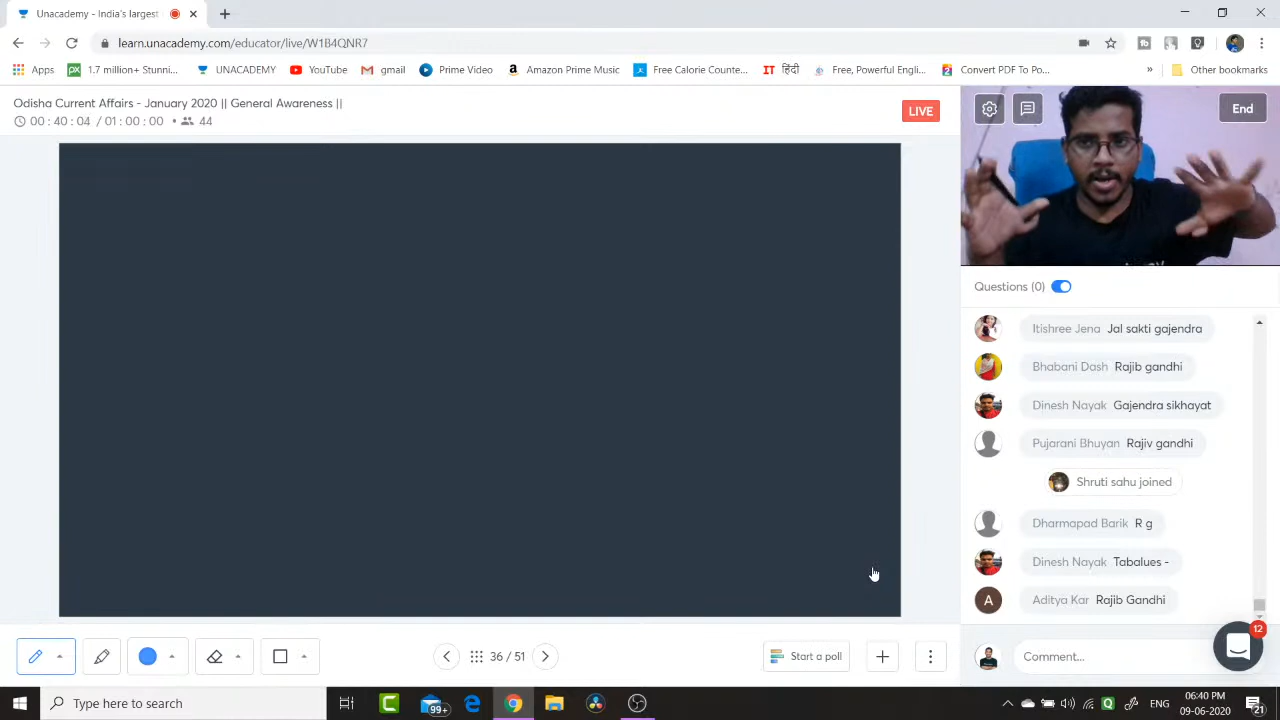 Unacademy - India's largest
learn.unacademy.com/educator/live/W1B4QNR7
Apps
1.7 million+ Stunni...
UNACADEMY
YouTube
gmail
Prime Video
Amazon Prime Music
Free Calorie Counte...
IT हिंदी
Free, Powerful Engli...
Convert PDF To Po...
»
Other bookmarks
Odisha Current Affairs - January 2020 || General Awareness ||
00 : 40 : 04 / 01 : 00 : 00 • 44
LIVE
End
Questions (0)
Itishree Jena Jal sakti gajendra
Bhabani Dash Rajib gandhi
Dinesh Nayak Gajendra sikhayat
Pujarani Bhuyan Rajiv gandhi
Shruti sahu joined
Dharmapad Barik R g
Dinesh Nayak Tabalues -
A Aditya Kar Rajib Gandhi
12
36 / 51
Start a poll
Comment...
Type here to search
99+
ENG
06:40 PM
09-06-2020
21